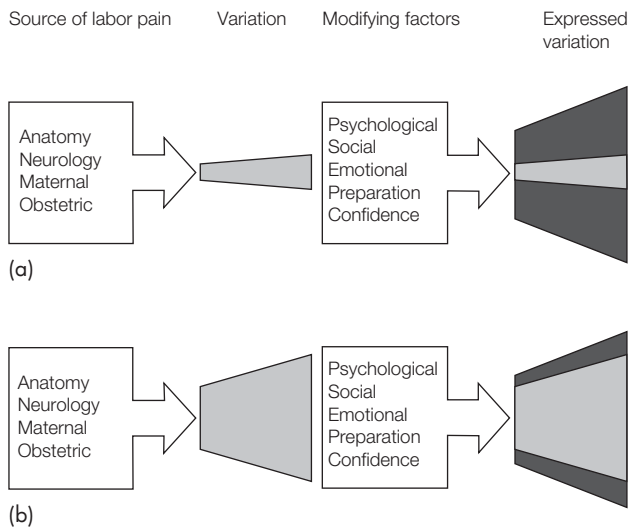 Source of labor pain
Variation
Modifying factors
Expressed
variation
Anatomy
Neurology
Maternal
Obstetric
Psychological
Social
Emotional
Preparation
Confidence
(a)
Anatomy
Neurology
Maternal
Obstetric
Psychological
Social
Emotional
Preparation
Confidence
(b)